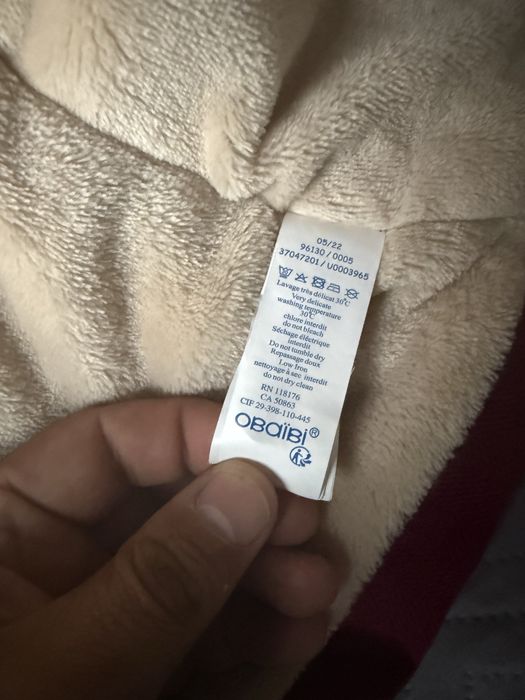 05/22
96130/0005
37047201/U0003965
Lavage très délicat 30°C
Very delicate
washing temperature
30°C
chlore interdit
do not bleach
Séchage éléctrique
interdit
Do not tumble dry
Repassage doux
Low Iron
nettoyage à sec interdit
do not dry clean
RN 118176
CA 50863
CIF 29-398-110-445
OBaïBi®